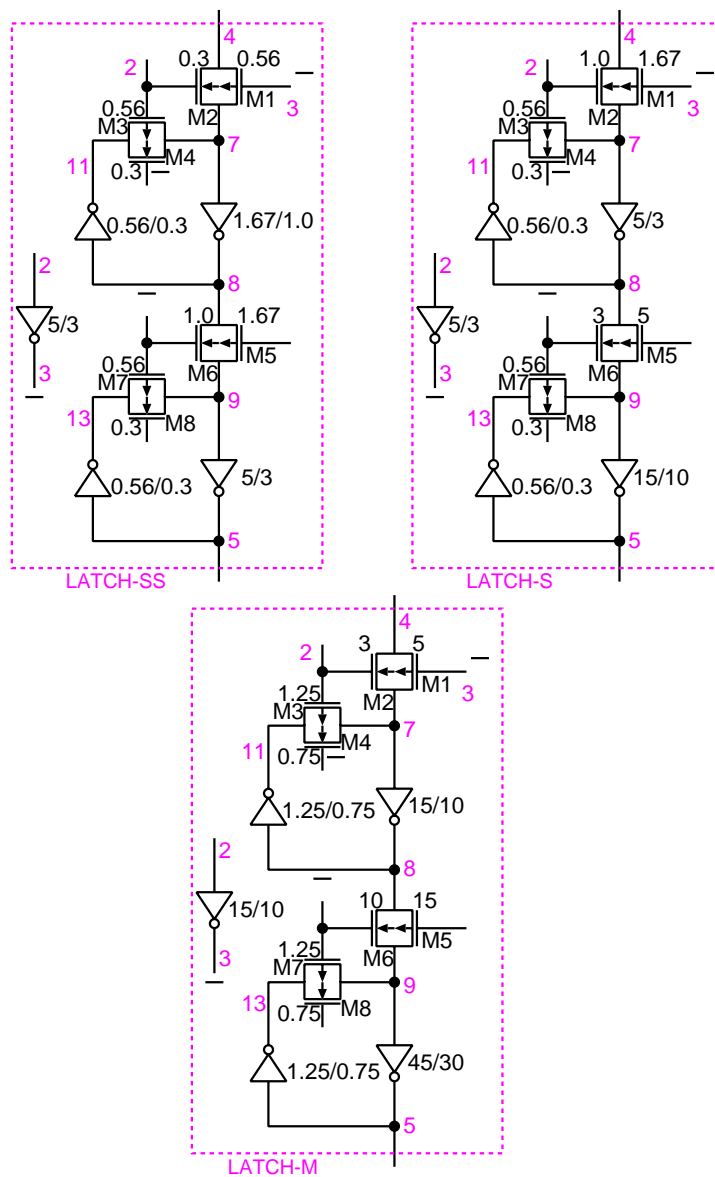 4
2 0.3 0.56
M1
3
M2
0.56
M3
M4
7
11
0.3
0.56/0.3
1.67/1.0
2
8
5/3
1.0 1.67
M5
M6
3
0.56
M7
M8
9
13
0.3
0.56/0.3
5/3
5
LATCH-SS
4
2 1.0 1.67
M1
3
M2
0.56
M3
M4
7
11
0.3
0.56/0.3
5/3
2
8
5/3
3 5
M5
M6
3
0.56
M7
M8
9
13
0.3
0.56/0.3
15/10
5
LATCH-S
4
2 3 5
M1
3
M2
1.25
M3
M4
7
11
0.75
1.25/0.75
15/10
2
8
15/10
10 15
M5
M6
3
1.25
M7
M8
9
13
0.75
1.25/0.75
45/30
5
LATCH-M